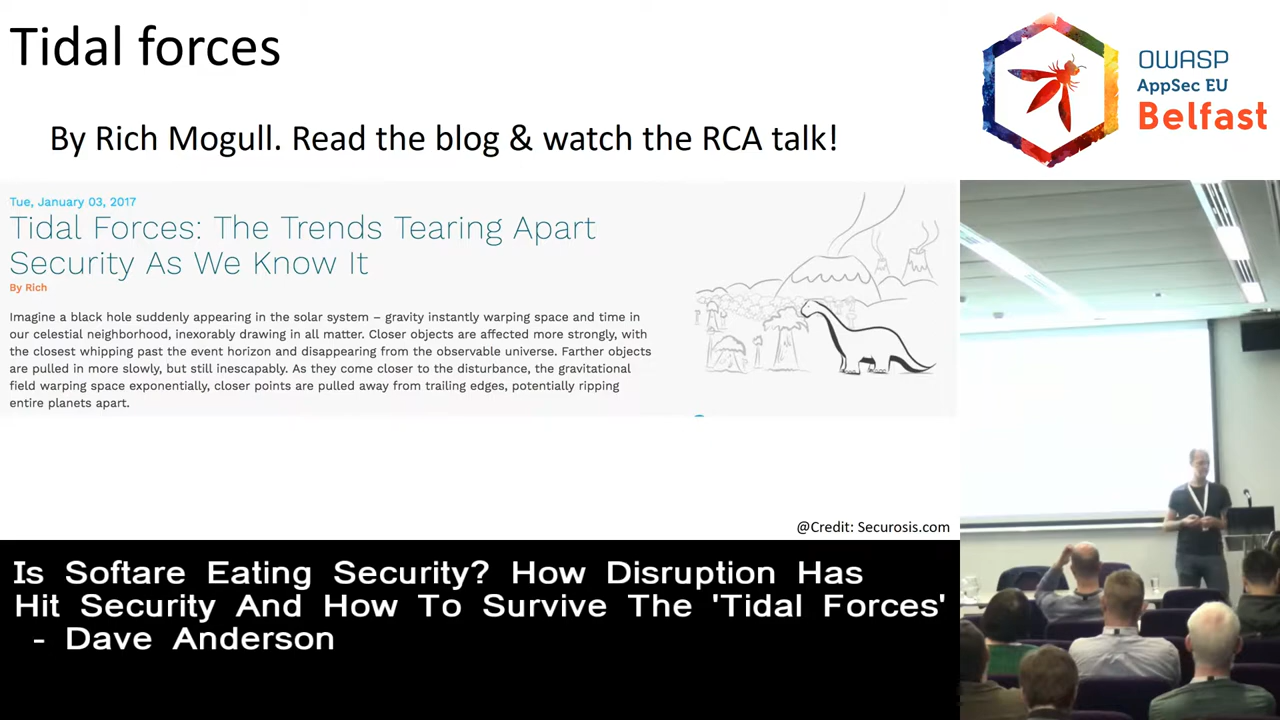 Tidal forces
OWASP
AppSec EU
Belfast
By Rich Mogull. Read the blog & watch the RCA talk!
Tue, January 03, 2017
Tidal Forces: The Trends Tearing Apart
Security As We Know It
By Rich
Imagine a black hole suddenly appearing in the solar system – gravity instantly warping space and time in
our celestial neighborhood, inexorably drawing in all matter. Closer objects are affected more strongly, with
the closest whipping past the event horizon and disappearing from the observable universe. Farther objects
are pulled in more slowly, but still inescapably. As they come closer to the disturbance, the gravitational
field warping space exponentially, closer points are pulled away from trailing edges, potentially ripping
entire planets apart.
@Credit: Securosis.com
Is Softare Eating Security? How Disruption Has
Hit Security And How To Survive The 'Tidal Forces'
- Dave Anderson